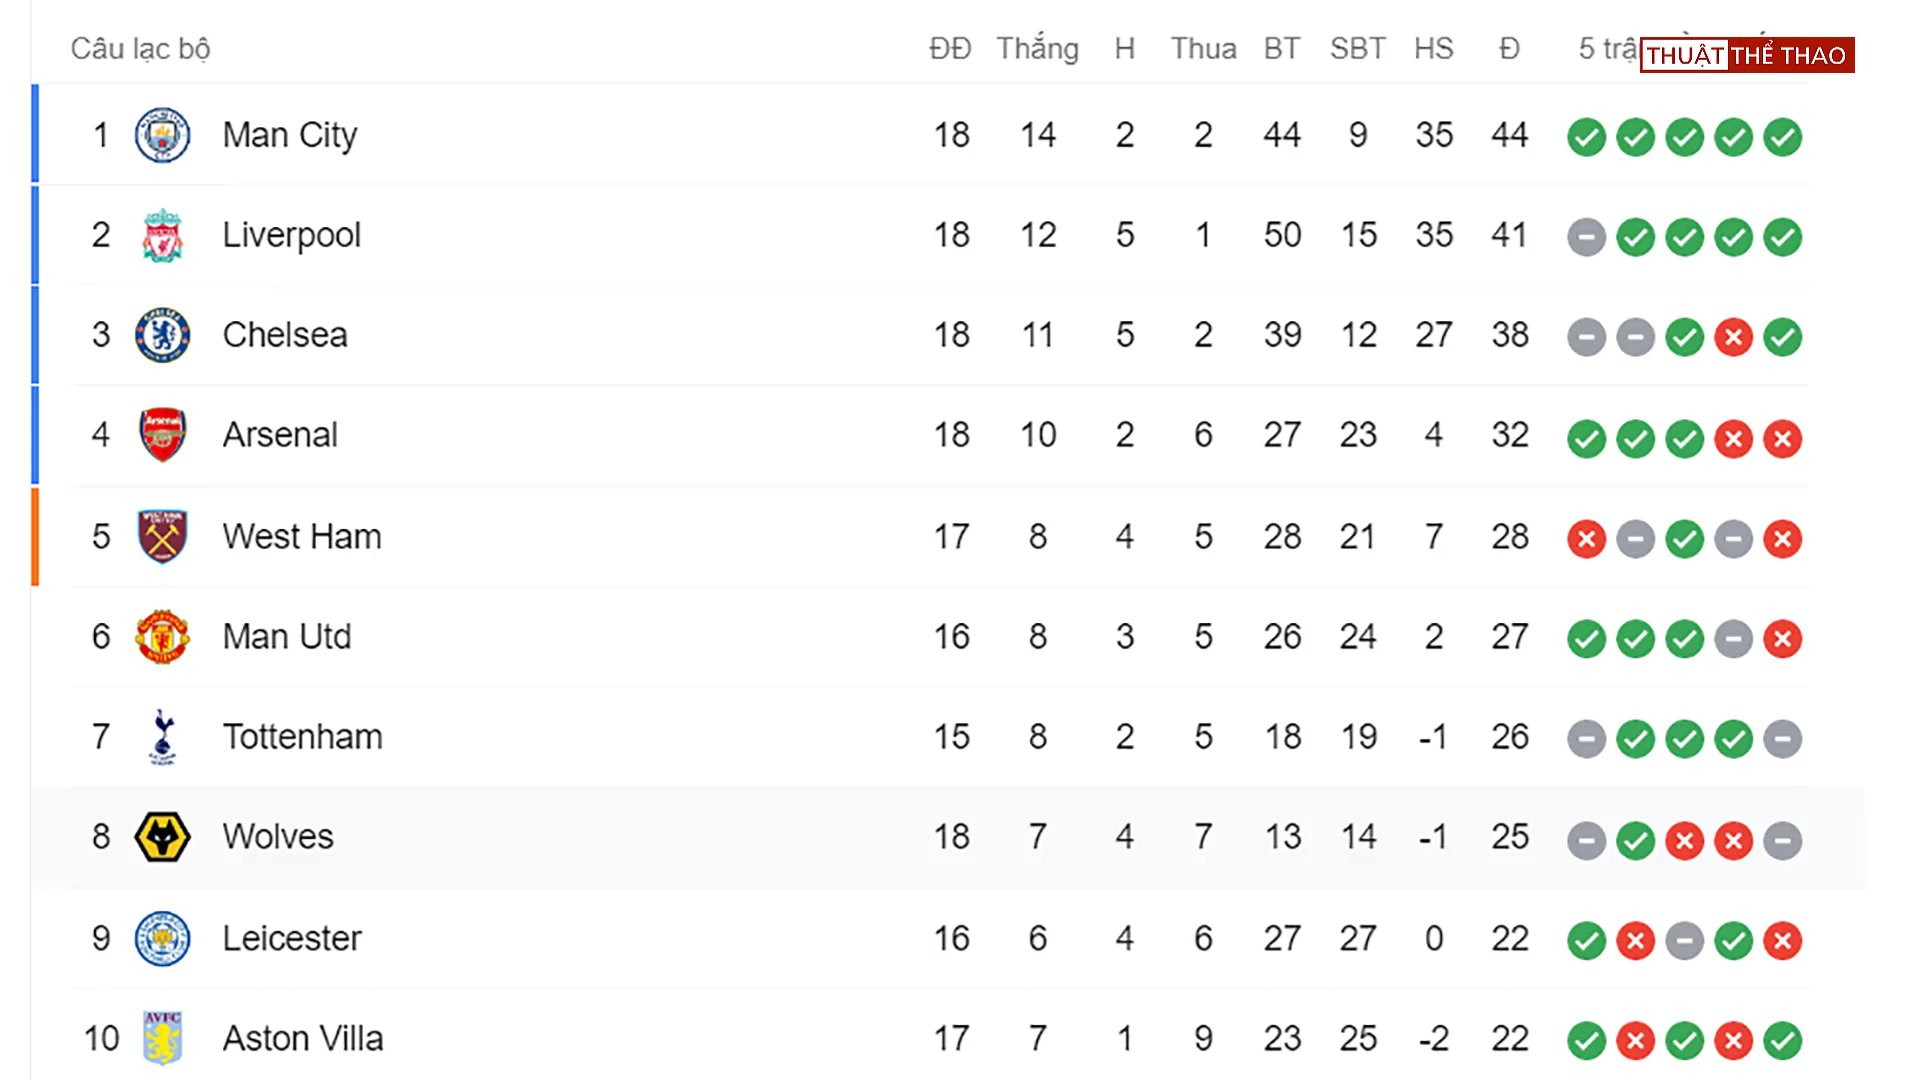 Câu lạc bộ ĐĐ Thắng H Thua BT SBT HS Đ 5 trậ
THUẬT THỂ THAO
1 Man City 18 14 2 2 44 9 35 44
2 Liverpool 18 12 5 1 50 15 35 41
3 Chelsea 18 11 5 2 39 12 27 38
4 Arsenal 18 10 2 6 27 23 4 32
5 West Ham 17 8 4 5 28 21 7 28
6 Man Utd 16 8 3 5 26 24 2 27
7 Tottenham 15 8 2 5 18 19 -1 26
8 Wolves 18 7 4 7 13 14 -1 25
9 Leicester 16 6 4 6 27 27 0 22
10 Aston Villa 17 7 1 9 23 25 -2 22